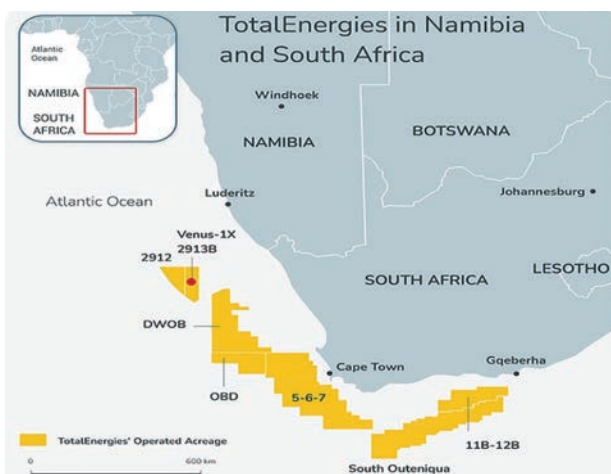 TotalEnergies in Namibia
and South Africa
Atlantic
Ocean
NAMIBIA
SOUTH
AFRICA
Windhoek
NAMIBIA
BOTSWANA
Atlantic Ocean
Luderitz
Johannesburg
Venus-1X
2912
2913B
SOUTH AFRICA
LESOTHO
DWOB
OBD
5-6-7
Cape Town
Gqeberha
11B-12B
South Outeniqua
TotalEnergies' Operated Acreage
0
600 km